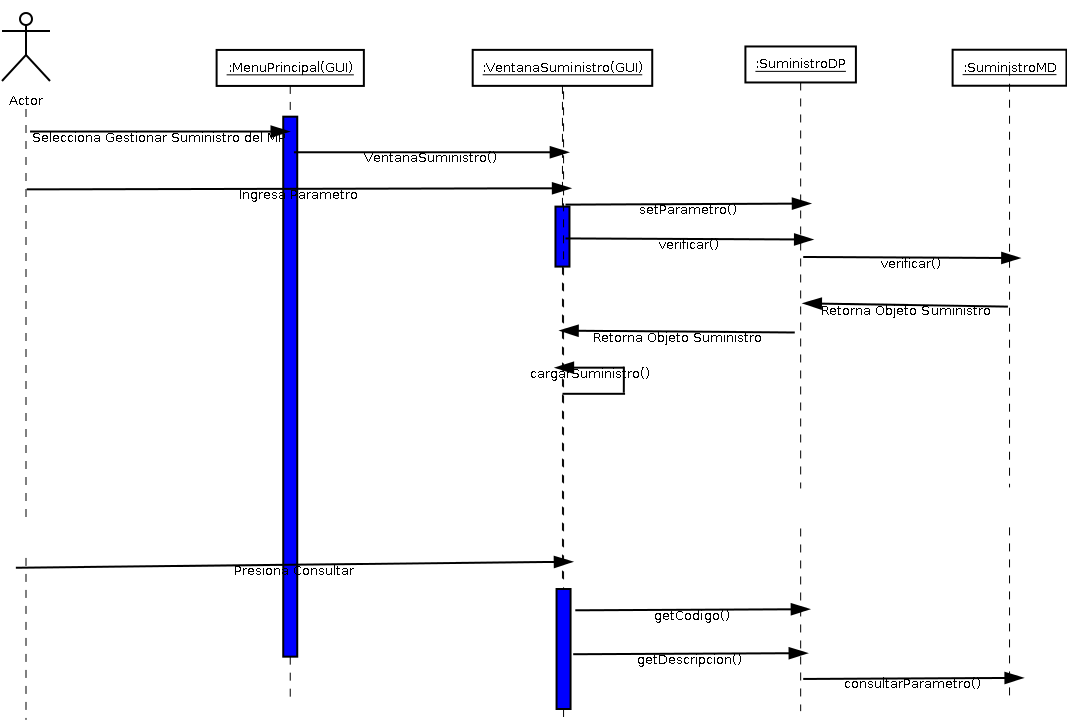 :MenuPrincipal(GUI)
:VentanaSuministro(GUI)
:SuministroDP
:SuministroMD
Actor
Selecciona Gestionar Suministro del MP
VentanaSuministro()
Ingresa Parametro
setParametro()
verificar()
verificar()
Retorna Objeto Suministro
Retorna Objeto Suministro
cargarSuministro()
Presiona Consultar
getCodigo()
getDescripcion()
consultarParametro()